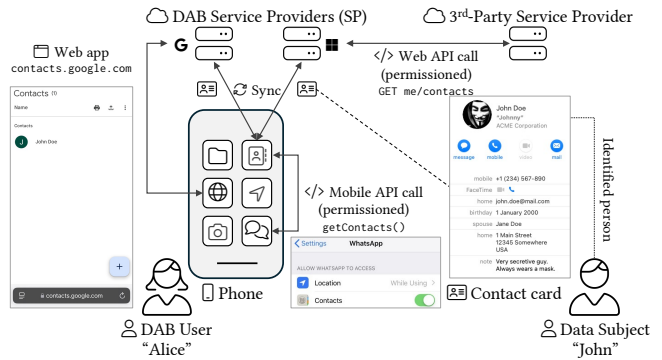 DAB Service Providers (SP)
3rd-Party Service Provider
Web app
contacts.google.com
G
</> Web API call
(permissioned)
GET me/contacts
Sync
Contacts (1)
Name
Contacts
J
John Doe
contacts.google.com
</> Mobile API call
(permissioned)
getContacts()
Settings
WhatsApp
ALLOW WHATSAPP TO ACCESS
Location
While Using
Contacts
John Doe
"Johnny"
ACME Corporation
message
mobile
video
mail
mobile +1 (234) 567-890
FaceTime
home john.doe@mail.com
birthday 1 January 2000
spouse Jane Doe
home 1 Main Street
12345 Somewhere
USA
note Very secretive guy.
Always wears a mask.
Identified person
Phone
Contact card
DAB User
"Alice"
Data Subject
"John"